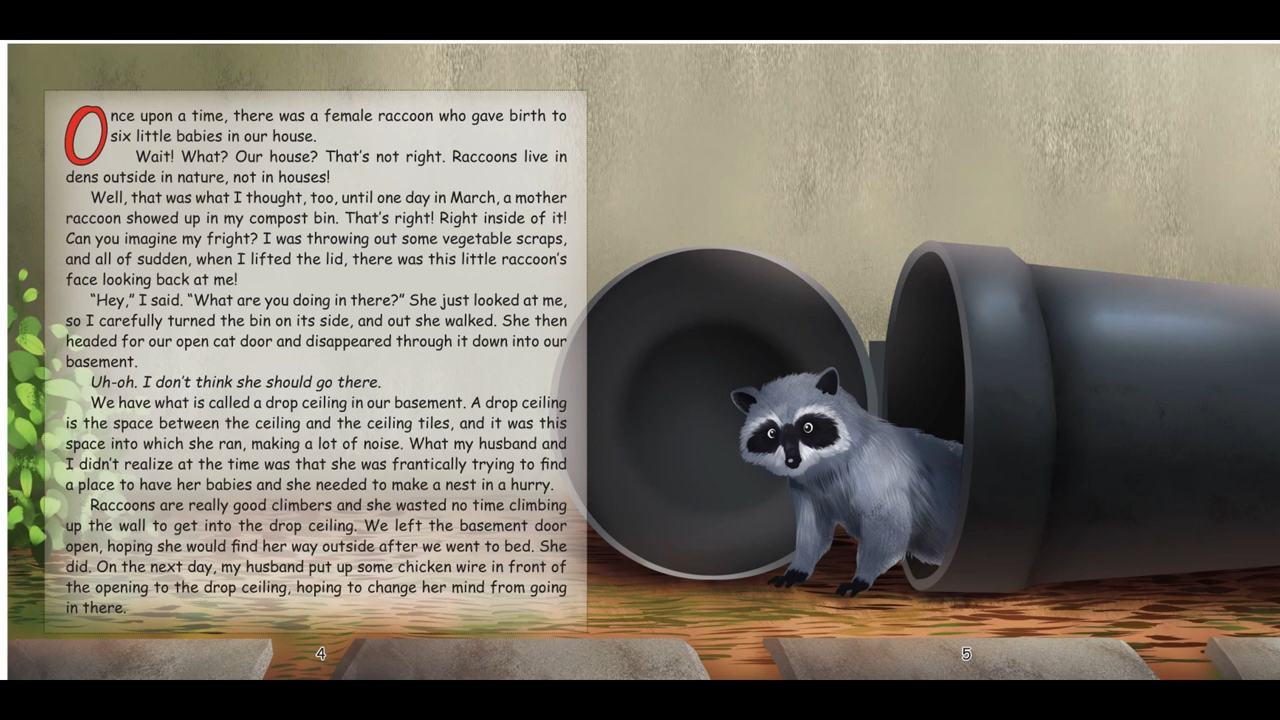 Once upon a time, there was a female raccoon who gave birth to
six little babies in our house.
Wait! What? Our house? That's not right. Raccoons live in
dens outside in nature, not in houses!
Well, that was what I thought, too, until one day in March, a mother
raccoon showed up in my compost bin. That's right! Right inside of it!
Can you imagine my fright? I was throwing out some vegetable scraps,
and all of sudden, when I lifted the lid, there was this little raccoon's
face looking back at me!
“Hey,” I said. “What are you doing in there?” She just looked at me,
so I carefully turned the bin on its side, and out she walked. She then
headed for our open cat door and disappeared through it down into our
basement.
Uh-oh. I don't think she should go there.
We have what is called a drop ceiling in our basement. A drop ceiling
is the space between the ceiling and the ceiling tiles, and it was this
space into which she ran, making a lot of noise. What my husband and
I didn't realize at the time was that she was frantically trying to find
a place to have her babies and she needed to make a nest in a hurry.
Raccoons are really good climbers and she wasted no time climbing
up the wall to get into the drop ceiling. We left the basement door
open, hoping she would find her way outside after we went to bed. She
did. On the next day, my husband put up some chicken wire in front of
the opening to the drop ceiling, hoping to change her mind from going
in there.
4
5